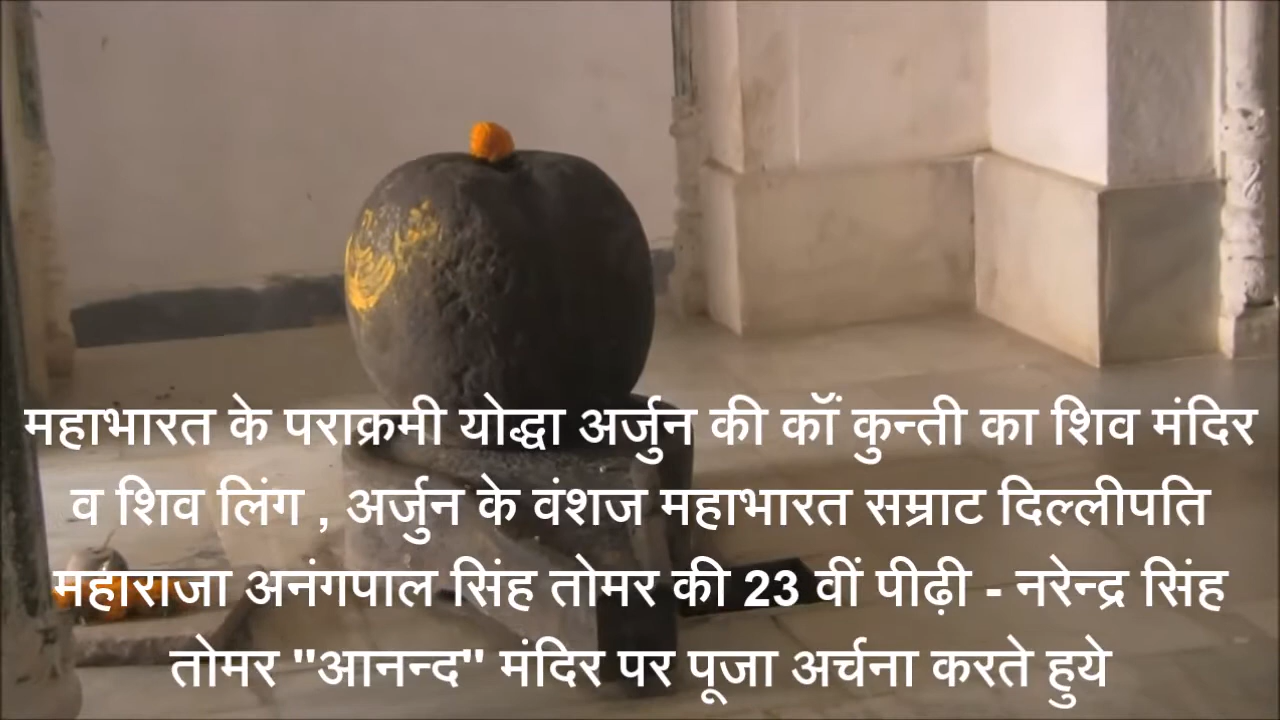 महाभारत के पराक्रमी योद्धा अर्जुन की कॉं कुन्ती का शिव मंदिर
व शिव लिंग , अर्जुन के वंशज महाभारत सम्राट दिल्लीपति
महाराजा अनंगपाल सिंह तोमर की 23 वीं पीढ़ी - नरेन्द्र सिंह
तोमर "आनन्द" मंदिर पर पूजा अर्चना करते हुये